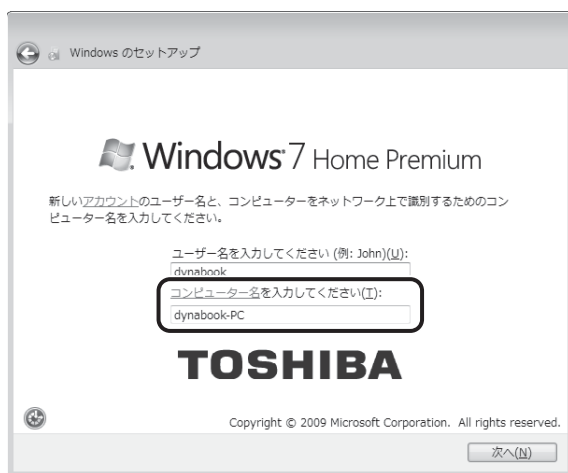 Windows のセットアップ
Windows 7 Home Premium
新しいアカウントのユーザー名と、コンピューターをネットワーク上で識別するためのコン
ピューター名を入力してください。
ユーザー名を入力してください (例: John)(U):
dynabook
コンピューター名を入力してください(T):
dynabook-PC
TOSHIBA
Copyright © 2009 Microsoft Corporation. All rights reserved.
次へ(N)